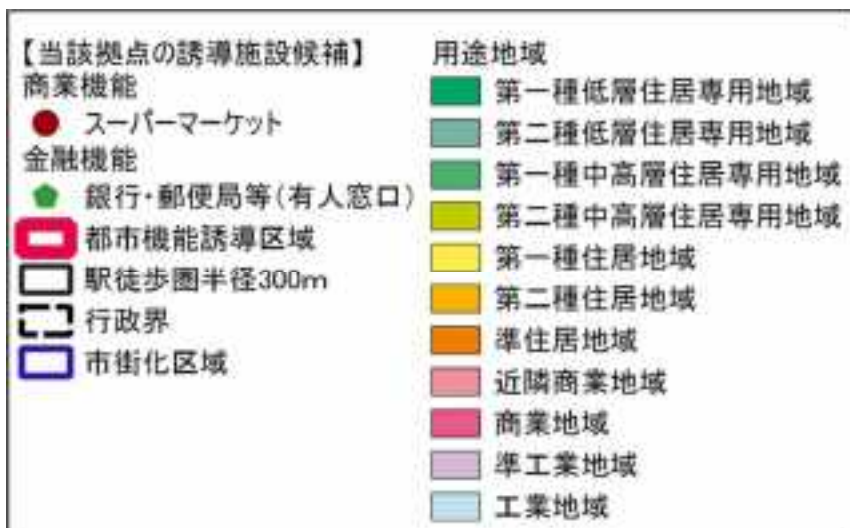 【当該拠点の誘導施設候補】
商業機能
スーパーマーケット
金融機能
銀行・郵便局等(有人窓口)
都市機能誘導区域
駅徒歩圏半径300m
行政界
市街化区域
用途地域
第一種低層住居専用地域
第二種低層住居専用地域
第一種中高層住居専用地域
第二種中高層住居専用地域
第一種住居地域
第二種住居地域
準住居地域
近隣商業地域
商業地域
準工業地域
工業地域